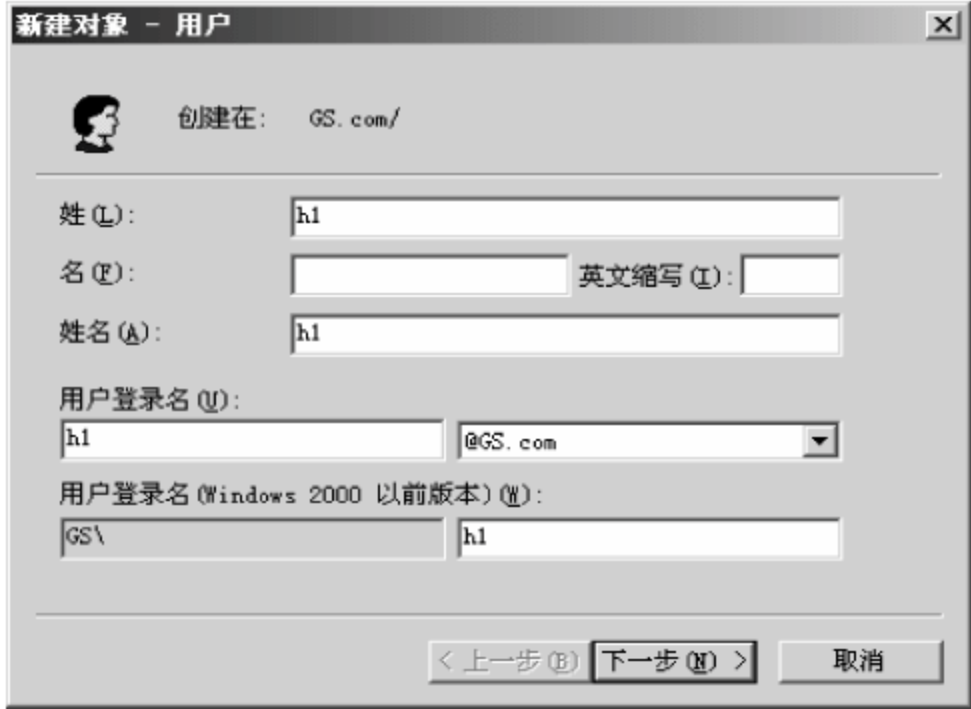 新建对象 - 用户
创建在: GS.com/
姓(L): h1
名(F): 英文缩写(I):
姓名(A): h1
用户登录名(U):
h1 @GS.com
用户登录名(Windows 2000 以前版本)(W):
GS\ h1
< 上一步(B) 下一步(N) > 取消